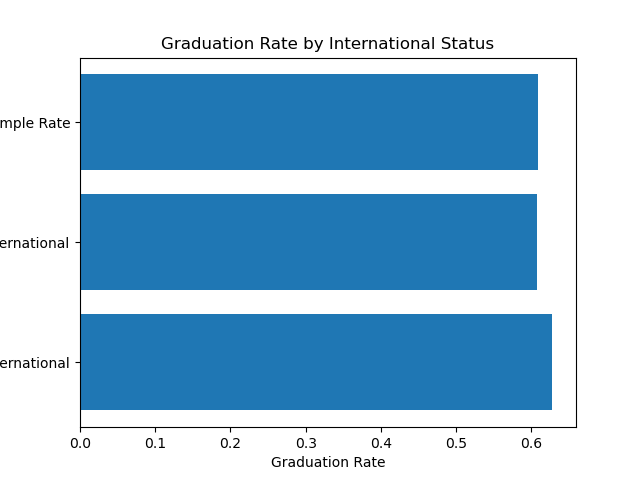 Graduation Rate by International Status
mple Rate
ernational
ernational
0.0 0.1 0.2 0.3 0.4 0.5 0.6
Graduation Rate